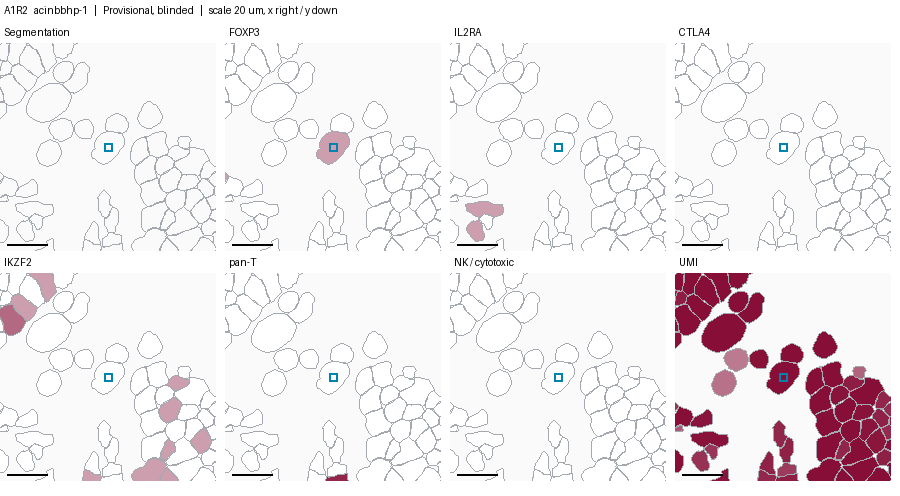 A1R2 acinbbhp-1 | Provisional, blinded | scale 20 um, x right / y down
Segmentation FOXP3 IL2RA CTLA4
IKZF2 pan-T NK / cytotoxic UMI